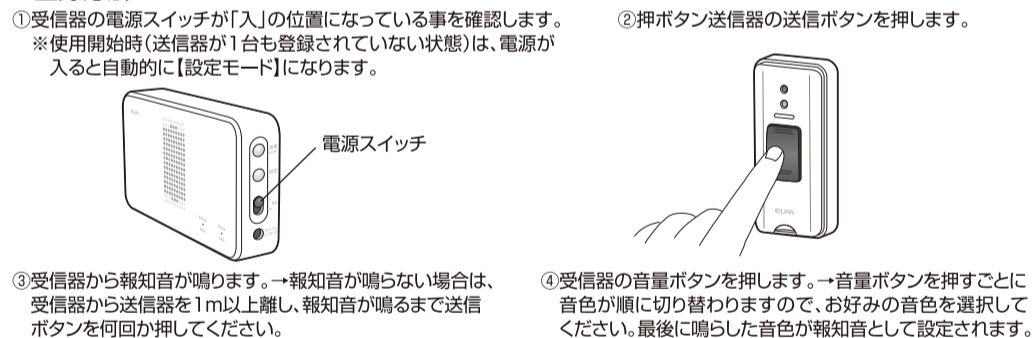 ①受信器の電源スイッチが「入」の位置になっている事を確認します。
※使用開始時(送信器が1台も登録されていない状態)は、電源が
入ると自動的に【設定モード】になります。
電源スイッチ
②押ボタン送信器の送信ボタンを押します。
ELPA
③受信器から報知音が鳴ります。→報知音が鳴らない場合は、
受信器から送信器を1m以上離し、報知音が鳴るまで送信
ボタンを何回か押してください。
④受信器の音量ボタンを押します。→音量ボタンを押すごとに
音色が順に切り替わりますので、お好みの音色を選択して
ください。最後に鳴らした音色が報知音として設定されます。